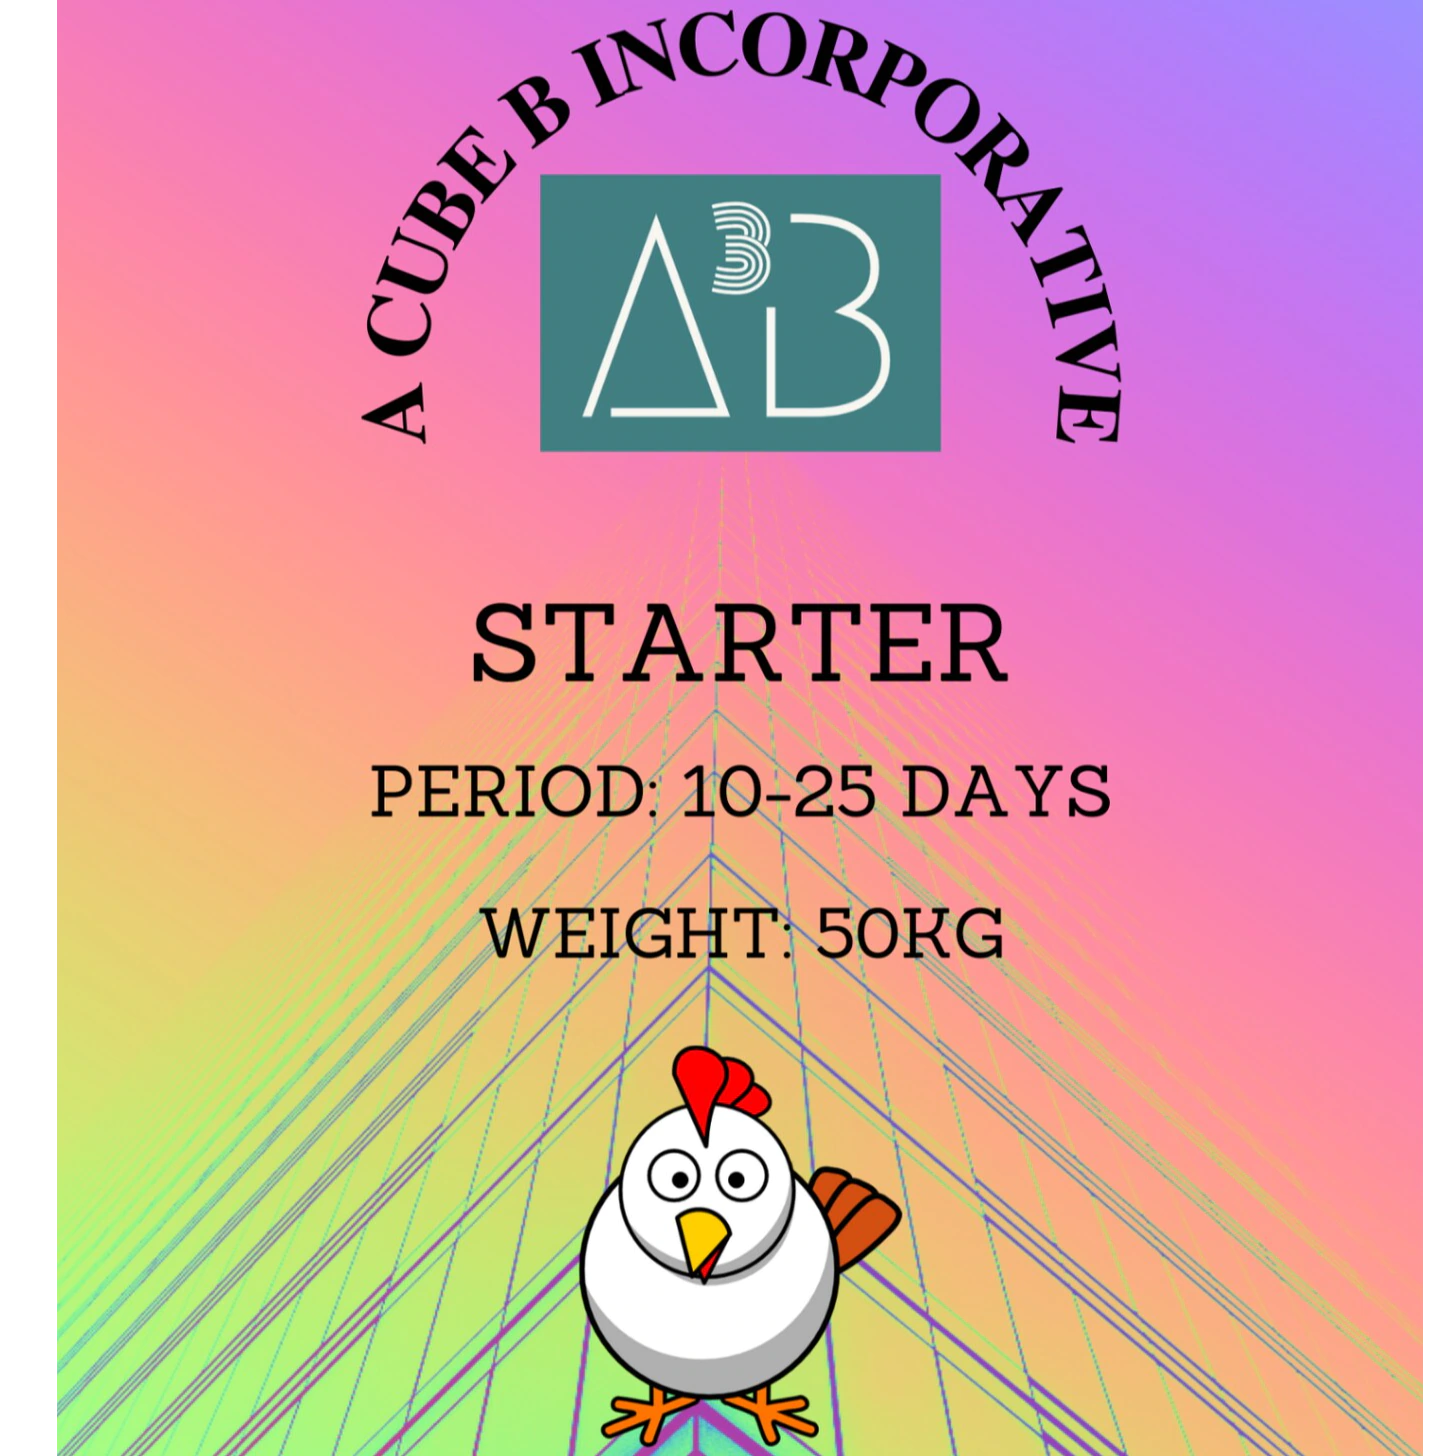 A CUBE B INCORPORATIVE
A³B
STARTER
PERIOD: 10-25 DAYS
WEIGHT: 50KG